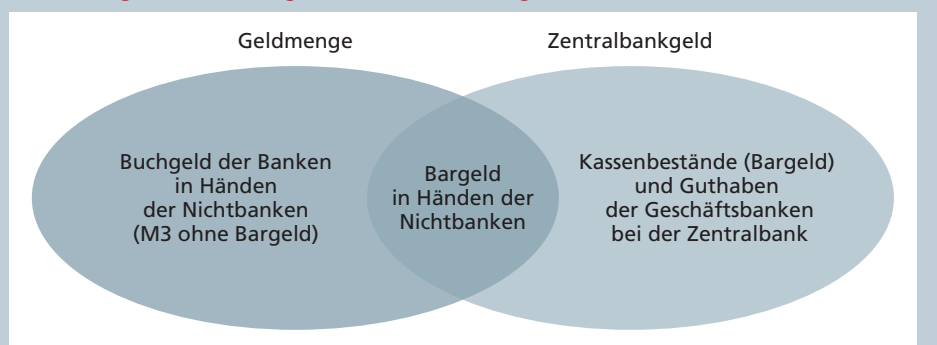 Geldmenge
Zentralbankgeld
Buchgeld der Banken
in Händen
der Nichtbanken
(M3 ohne Bargeld)
Bargeld
in Händen der
Nichtbanken
Kassenbestände (Bargeld)
und Guthaben
der Geschäftsbanken
bei der Zentralbank